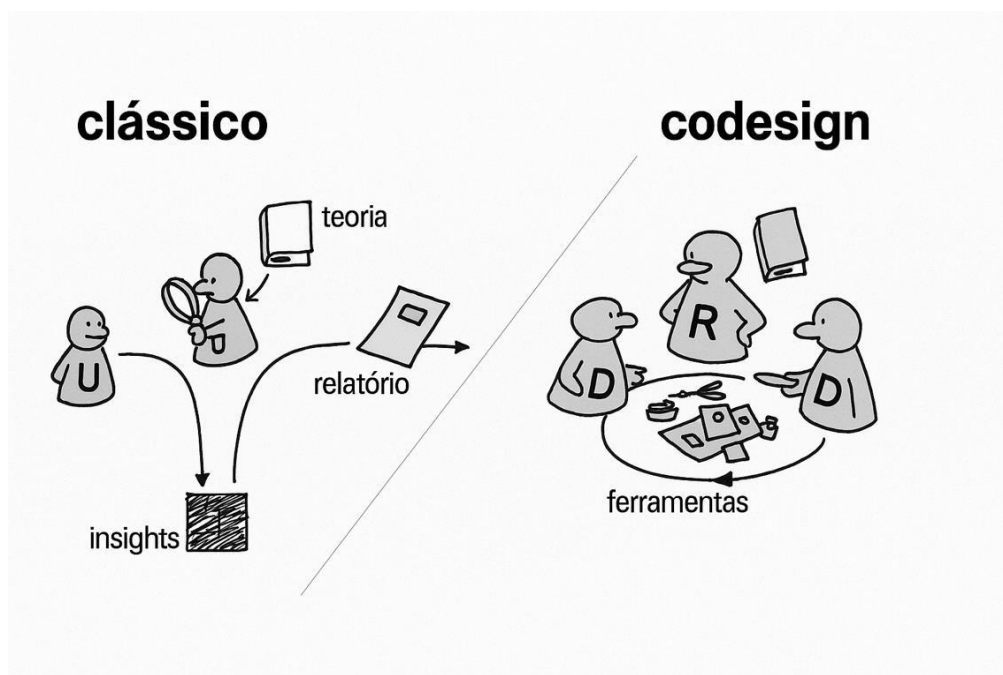 clássico
codesign
teoria
U
relatório
insights
R
D
D
ferramentas